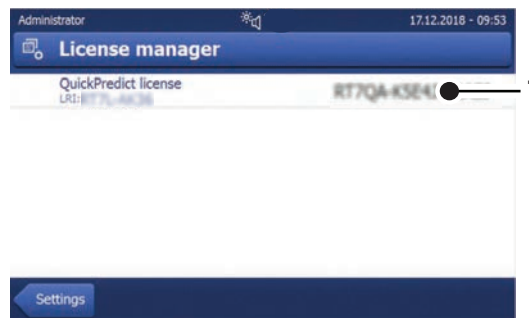 Administrator 17.12.2018 - 09:53
License manager
QuickPredict license
LRI:
Settings